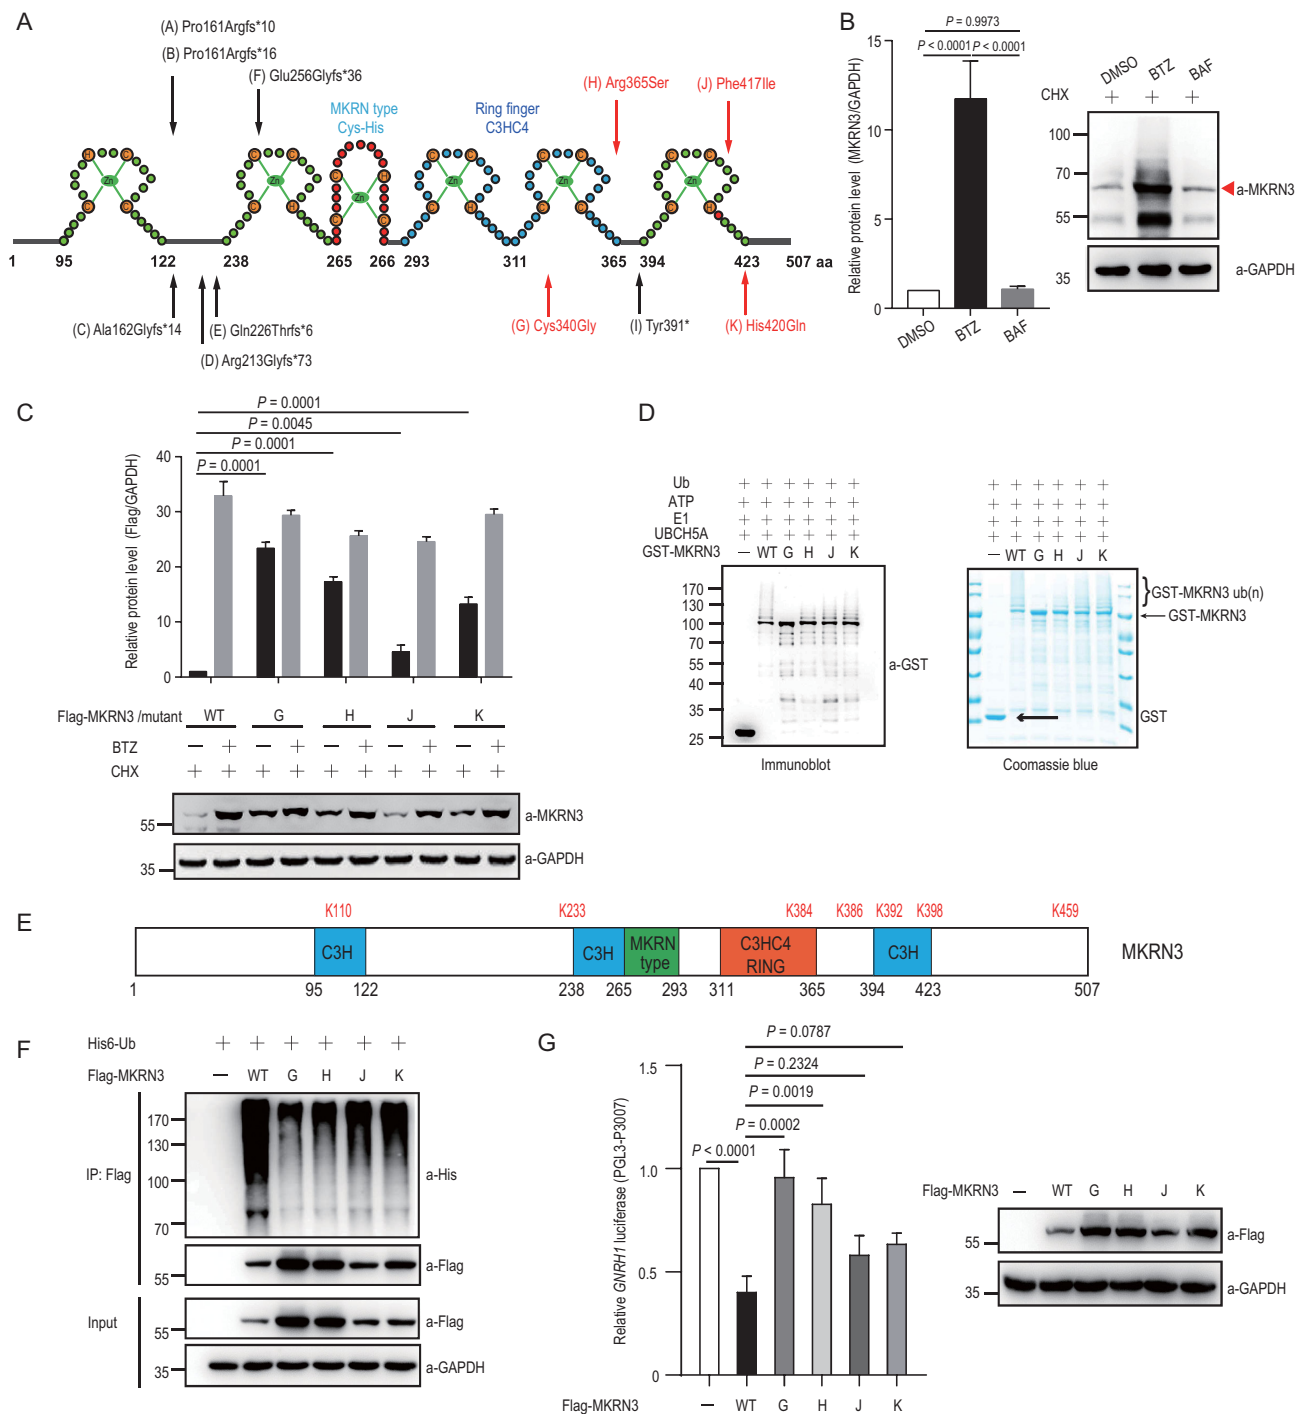 A
(A) Pro161Argfs*10
(B) Pro161Argfs*16
(F) Glu256Glyfs*36
MKRN type
Cys-His
Ring finger
C3HC4
(H) Arg365Ser
(J) Phe417Ile
H C C C C H C C C C C C
Zn Zn Zn Zn Zn
C C C H C C C H C C C H
1 95 122 238 265 266 293 311 365 394 423 507 aa
(C) Ala162Glyfs*14
(E) Gln226Thrfs*6
(D) Arg213Glyfs*73
(G) Cys340Gly
(I) Tyr391*
(K) His420Gln
B
P = 0.9973
P < 0.0001 P < 0.0001
Relative protein level (MKRN3/GAPDH)
15
10
5
0
DMSO BTZ BAF
DMSO BTZ BAF
CHX + + +
100
70
55
35
a-MKRN3
a-GAPDH
C
P = 0.0001
P = 0.0045
P = 0.0001
P = 0.0001
Relative protein level (Flag/GAPDH)
40
30
20
10
0
Flag-MKRN3 /mutant WT G H J K
BTZ — + — + — + — + — +
CHX + + + + + + + + + +
55
35
a-MKRN3
a-GAPDH
D
Ub + + + + + + + + + + + +
ATP + + + + + + + + + + + +
E1 + + + + + + + + + + + +
UBCH5A + + + + + + + + + + + +
GST-MKRN3 — WT G H J K — WT G H J K
170
130
100
70
55
40
35
25
a-GST
Immunoblot
GST-MKRN3 ub(n)
GST-MKRN3
GST
Coomassie blue
E
K110 K233 K384 K386 K392 K398 K459
C3H C3H MKRN type C3HC4 RING C3H
MKRN3
1 95 122 238 265 293 311 365 394 423 507
F
His6-Ub + + + + + +
Flag-MKRN3 — WT G H J K
IP: Flag
170
130
100
70
55
a-His
a-Flag
Input
55
35
a-Flag
a-GAPDH
G
P = 0.0787
P = 0.2324
P = 0.0019
P = 0.0002
P < 0.0001
Relative GNRH1 luciferase (PGL3-P3007)
1.5
1.0
0.5
0
Flag-MKRN3 — WT G H J K
Flag-MKRN3 — WT G H J K
55
35
a-Flag
a-GAPDH